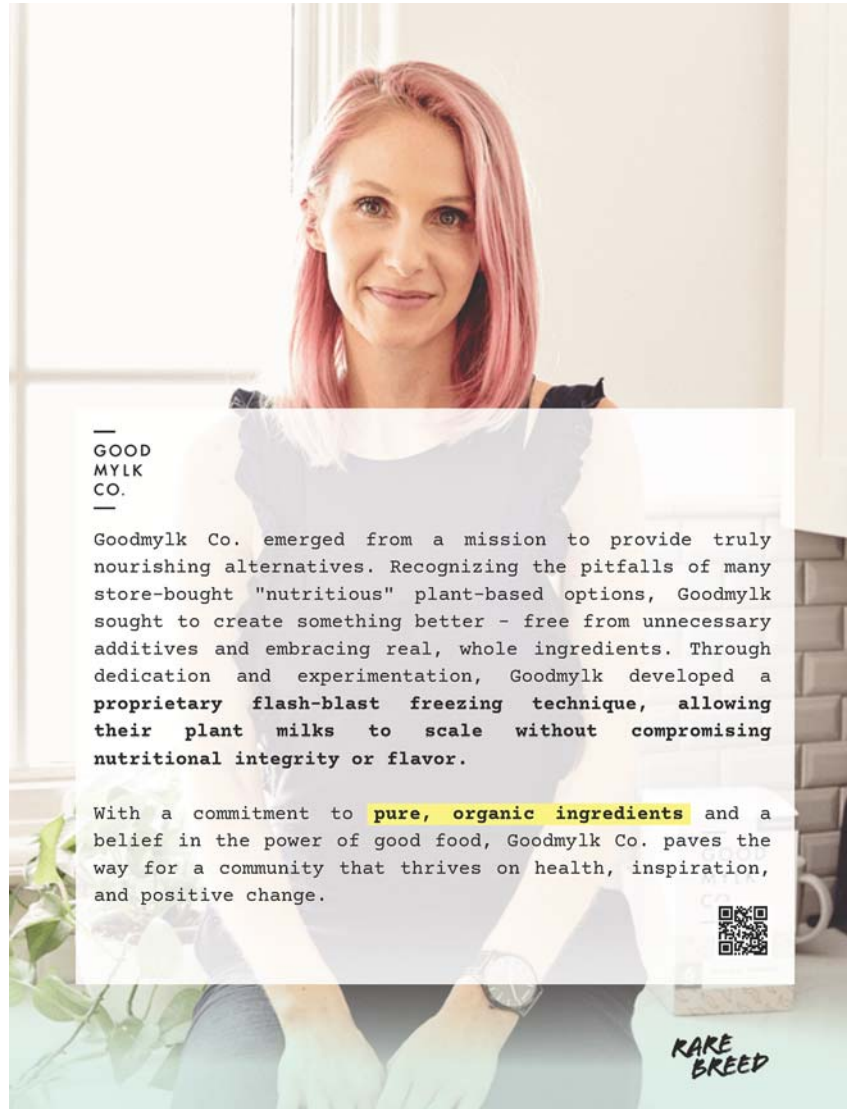 GOOD
MYLK
CO.
Goodmylk Co. emerged from a mission to provide truly
nourishing alternatives. Recognizing the pitfalls of many
store-bought "nutritious" plant-based options, Goodmylk
sought to create something better - free from unnecessary
additives and embracing real, whole ingredients. Through
dedication and experimentation, Goodmylk developed a
proprietary flash-blast freezing technique, allowing
their plant milks to scale without compromising
nutritional integrity or flavor.
With a commitment to pure, organic ingredients and a
belief in the power of good food, Goodmylk Co. paves the
way for a community that thrives on health, inspiration,
and positive change.
GOOD
MYLK
CO
RARE
BREED